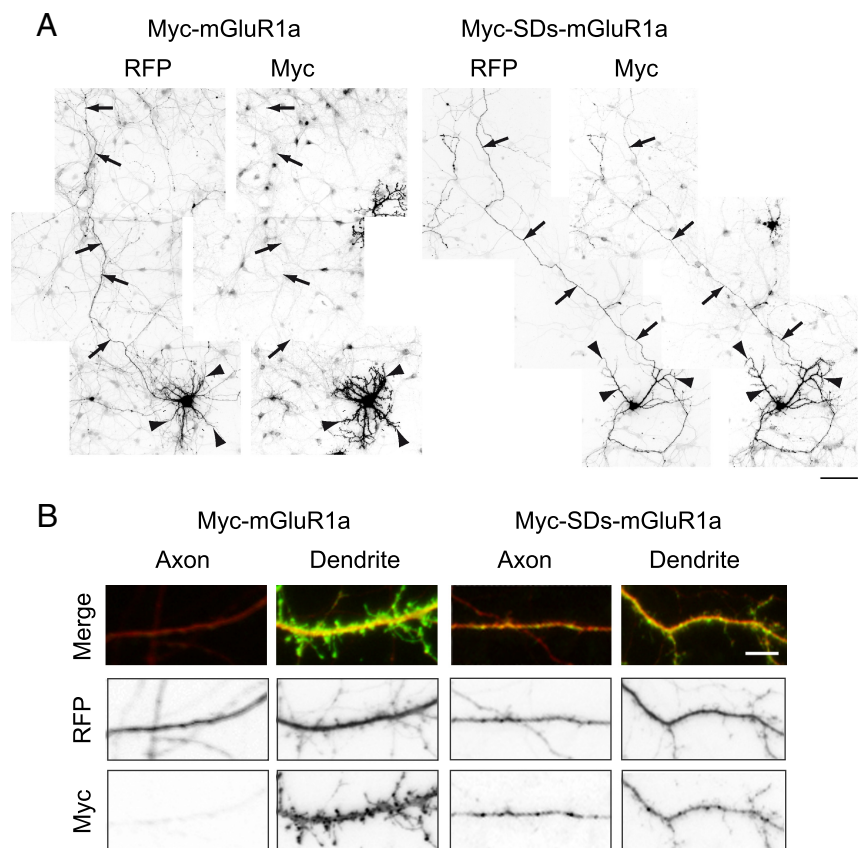 A
Myc-mGluR1a Myc-SDs-mGluR1a
RFP Myc RFP Myc
B
Myc-mGluR1a Myc-SDs-mGluR1a
Axon Dendrite Axon Dendrite
Merge
RFP
Myc